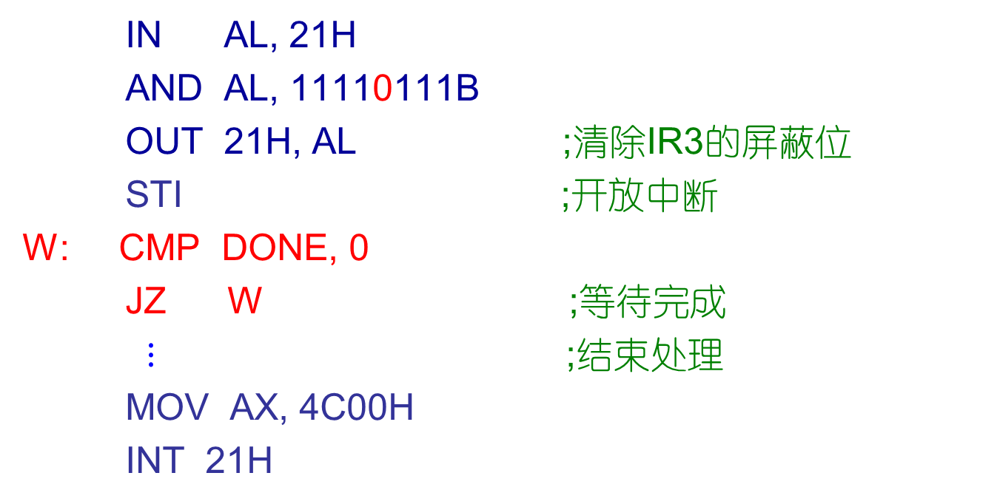 IN AL, 21H
AND AL, 11110111B
OUT 21H, AL ;清除IR3的屏蔽位
STI ;开放中断
W: CMP DONE, 0
JZ W ;等待完成
⋮ ;结束处理
MOV AX, 4C00H
INT 21H